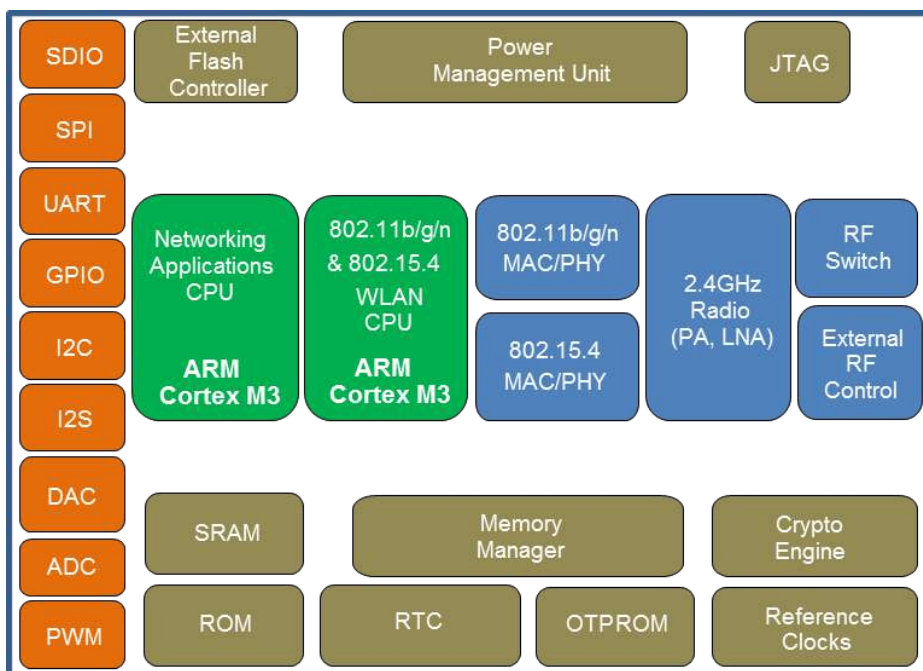 SDIO
SPI
UART
GPIO
I2C
I2S
DAC
ADC
PWM
External
Flash
Controller
Power
Management Unit
JTAG
Networking
Applications
CPU
ARM
Cortex M3
802.11b/g/n
& 802.15.4
WLAN
CPU
ARM
Cortex M3
802.11b/g/n
MAC/PHY
802.15.4
MAC/PHY
2.4GHz
Radio
(PA, LNA)
RF
Switch
External
RF
Control
SRAM
Memory
Manager
Crypto
Engine
ROM
RTC
OTPROM
Reference
Clocks